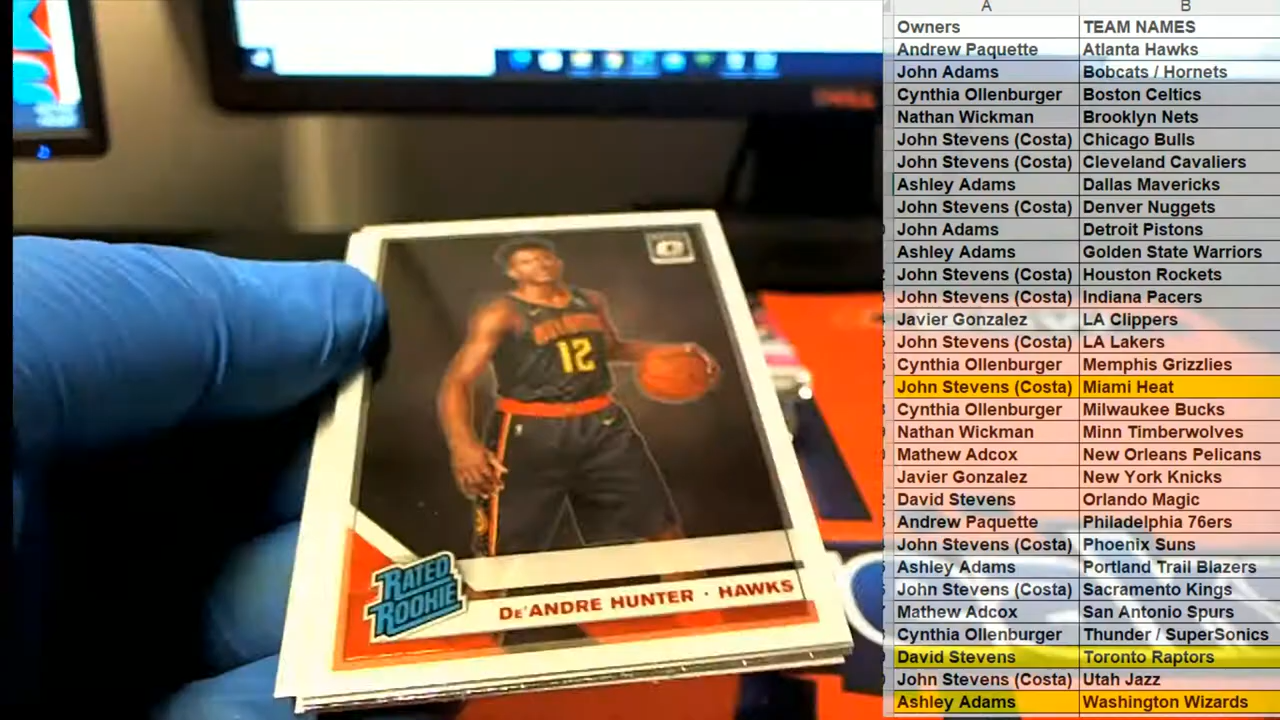 DELL
12
RATED
ROOKIE
DE'ANDRE HUNTER · HAWKS
A B
Owners TEAM NAMES
Andrew Paquette Atlanta Hawks
John Adams Bobcats / Hornets
Cynthia Ollenburger Boston Celtics
Nathan Wickman Brooklyn Nets
John Stevens (Costa) Chicago Bulls
John Stevens (Costa) Cleveland Cavaliers
Ashley Adams Dallas Mavericks
John Stevens (Costa) Denver Nuggets
John Adams Detroit Pistons
Ashley Adams Golden State Warriors
John Stevens (Costa) Houston Rockets
John Stevens (Costa) Indiana Pacers
Javier Gonzalez LA Clippers
John Stevens (Costa) LA Lakers
Cynthia Ollenburger Memphis Grizzlies
John Stevens (Costa) Miami Heat
Cynthia Ollenburger Milwaukee Bucks
Nathan Wickman Minn Timberwolves
Mathew Adcox New Orleans Pelicans
Javier Gonzalez New York Knicks
David Stevens Orlando Magic
Andrew Paquette Philadelphia 76ers
John Stevens (Costa) Phoenix Suns
Ashley Adams Portland Trail Blazers
John Stevens (Costa) Sacramento Kings
Mathew Adcox San Antonio Spurs
Cynthia Ollenburger Thunder / SuperSonics
David Stevens Toronto Raptors
John Stevens (Costa) Utah Jazz
Ashley Adams Washington Wizards